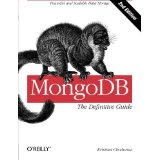 Powerful and Scalable Data Storage
2nd Edition
MongoDB
The Definitive Guide
O'REILLY
Kristina Chodorow